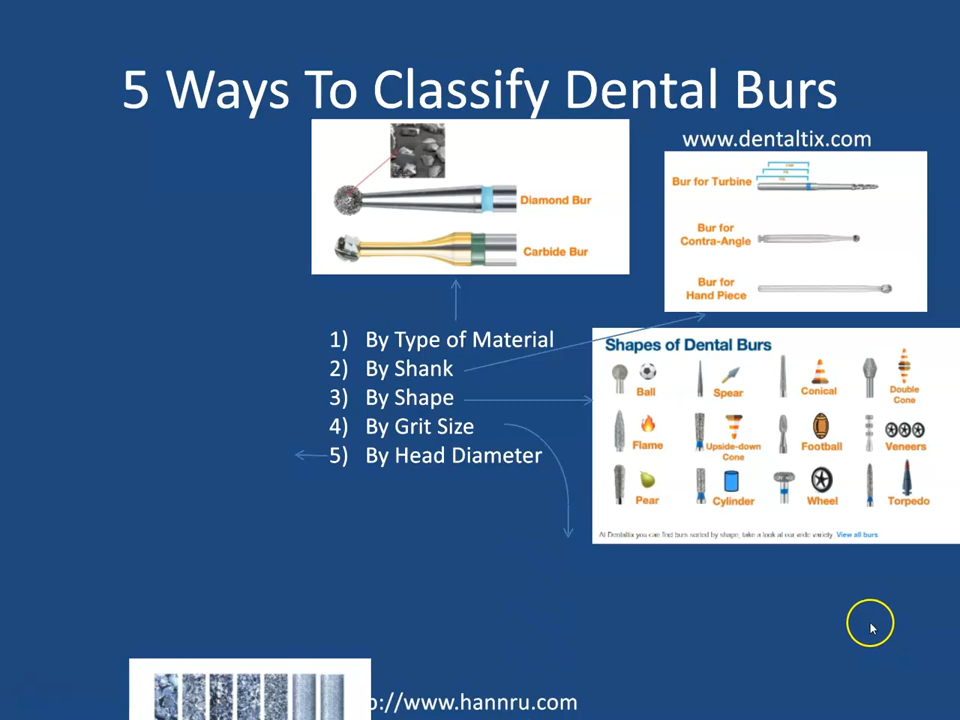 5 Ways To Classify Dental Burs
www.dentaltix.com
Diamond Bur
Carbide Bur
Bur for Turbine
Bur for
Contra-Angle
Bur for
Hand Piece
1) By Type of Material
2) By Shank
3) By Shape
4) By Grit Size
5) By Head Diameter
Shapes of Dental Burs
Ball
Spear
Conical
Double
Cone
Flame
Upside-down
Cone
Football
Veneers
Pear
Cylinder
Wheel
Torpedo
At Dentaltix you can find burs sorted by shape, take a look at our wide variety View all burs
://www.hannru.com